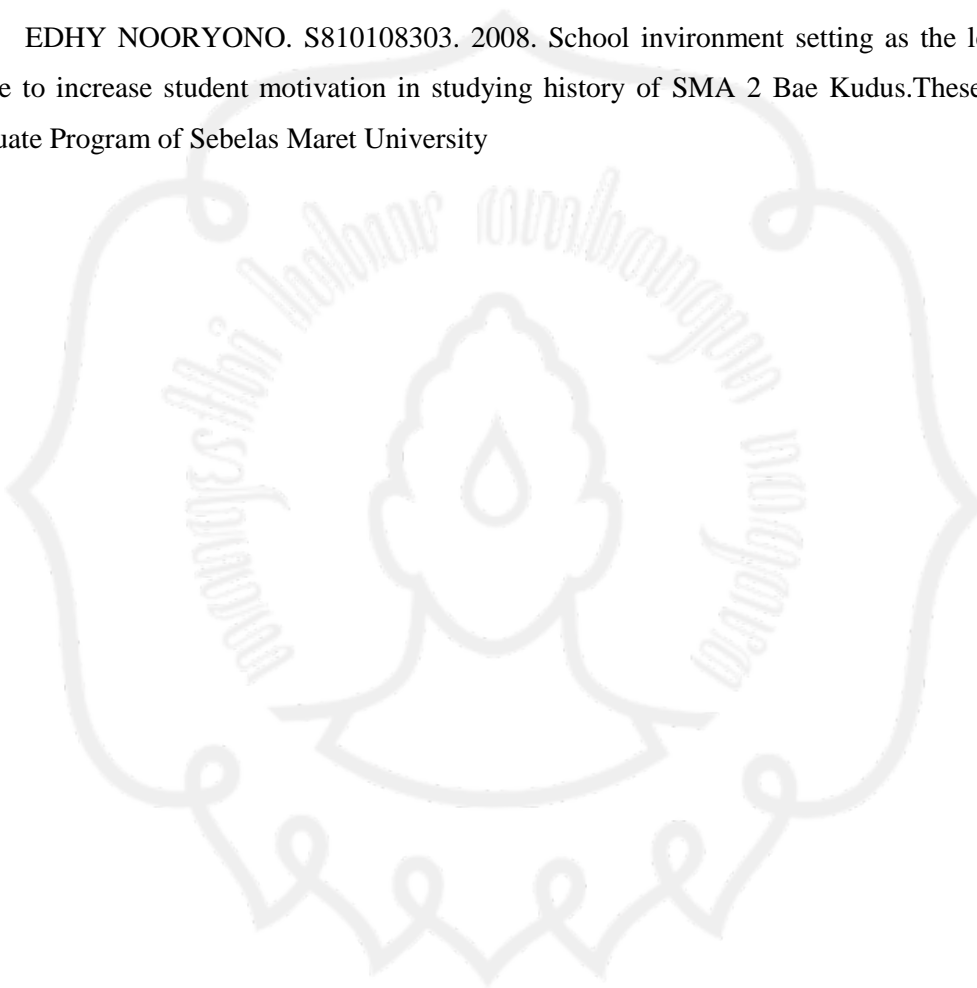 EDHY NOORYONO. S810108303. 2008. School invironment setting as the l
e to increase student motivation in studying history of SMA 2 Bae Kudus.These
uate Program of Sebelas Maret University